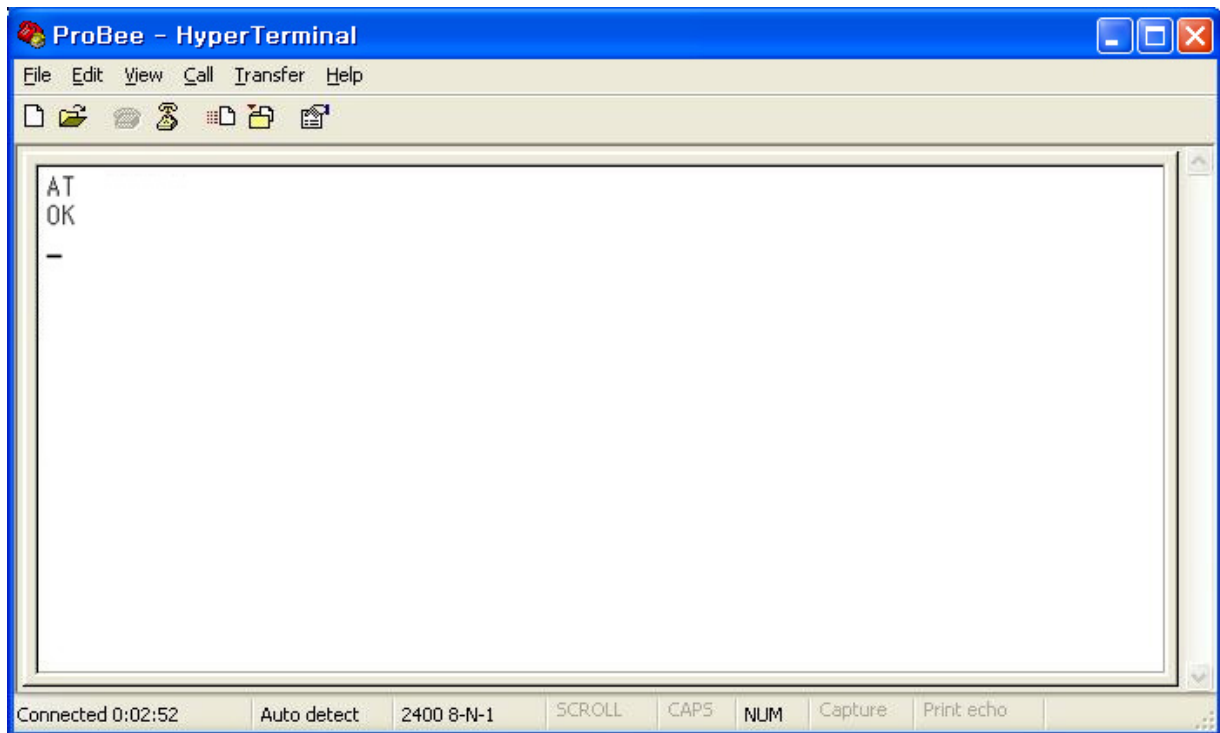 ProBee - HyperTerminal
File Edit View Call Transfer Help
AT
OK
_
Connected 0:02:52 Auto detect 2400 8-N-1 SCROLL CAPS NUM Capture Print echo